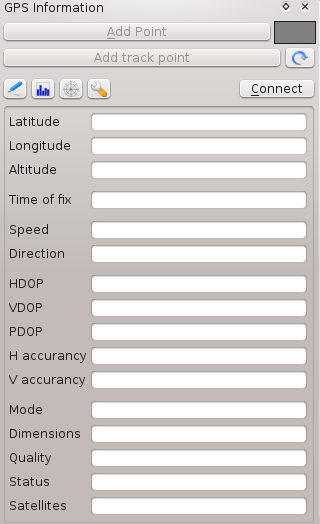 GPS Information
Add Point
Add track point
Connect
Latitude
Longitude
Altitude
Time of fix
Speed
Direction
HDOP
VDOP
PDOP
H accurancy
V accurancy
Mode
Dimensions
Quality
Status
Satellites